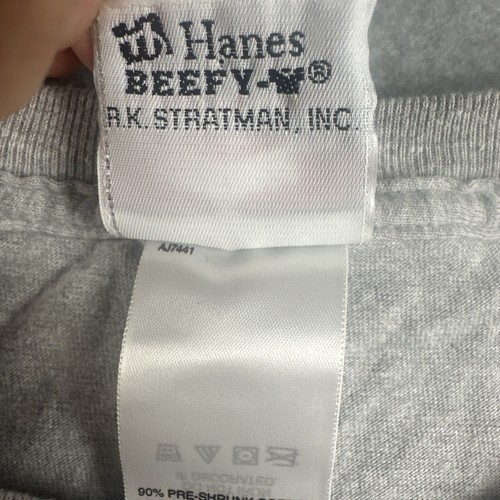 Hanes
BEEFY-T®
R.K. STRATMAN, INC.
AJ7441
90% PRE-SHRUNK